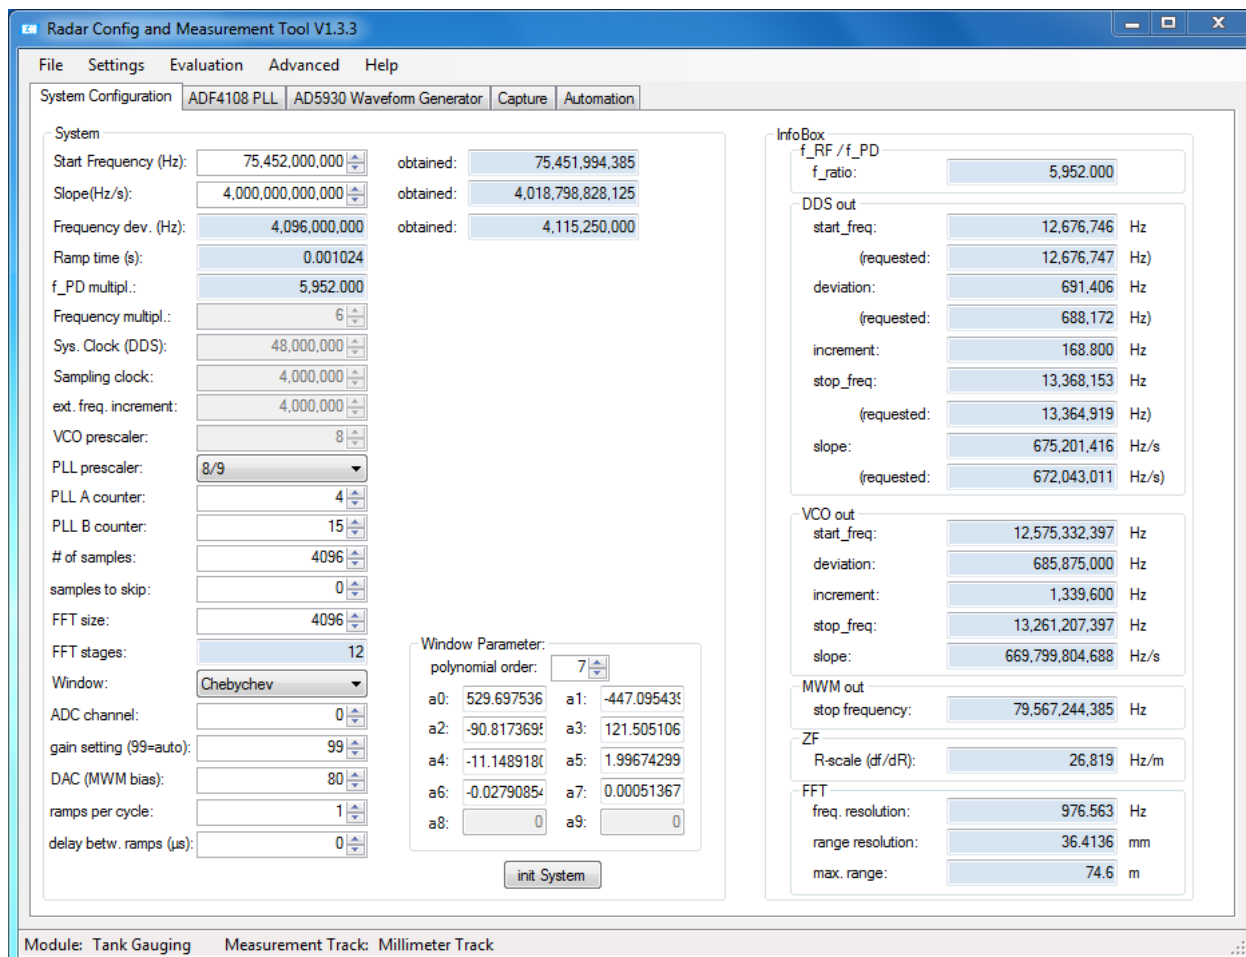 Radar Config and Measurement Tool V1.3.3
File Settings Evaluation Advanced Help
System Configuration ADF4108 PLL AD5930 Waveform Generator Capture Automation
System
Start Frequency (Hz): 75,452,000,000 obtained: 75,451,994,385
Slope(Hz/s): 4,000,000,000,000 obtained: 4,018,798,828,125
Frequency dev. (Hz): 4,096,000,000 obtained: 4,115,250,000
Ramp time (s): 0.001024
f_PD multipl.: 5,952.000
Frequency multipl.: 6
Sys. Clock (DDS): 48,000,000
Sampling clock: 4,000,000
ext. freq. increment: 4,000,000
VCO prescaler: 8
PLL prescaler: 8/9
PLL A counter: 4
PLL B counter: 15
# of samples: 4096
samples to skip: 0
FFT size: 4096
FFT stages: 12
Window: Chebychev
ADC channel: 0
gain setting (99=auto): 99
DAC (MWM bias): 80
ramps per cycle: 1
delay betw. ramps (µs): 0
Window Parameter:
polynomial order: 7
a0: 529.697536 a1: -447.095439
a2: -90.8173695 a3: 121.505106
a4: -11.1489180 a5: 1.99674299
a6: -0.02790854 a7: 0.00051367
a8: 0 a9: 0
init System
InfoBox
f_RF / f_PD
f_ratio: 5,952.000
DDS out
start_freq: 12,676,746 Hz
(requested: 12,676,747 Hz)
deviation: 691,406 Hz
(requested: 688,172 Hz)
increment: 168.800 Hz
stop_freq: 13,368,153 Hz
(requested: 13,364,919 Hz)
slope: 675,201,416 Hz/s
(requested: 672,043,011 Hz/s)
VCO out
start_freq: 12,575,332,397 Hz
deviation: 685,875,000 Hz
increment: 1,339,600 Hz
stop_freq: 13,261,207,397 Hz
slope: 669,799,804,688 Hz/s
MWM out
stop frequency: 79,567,244,385 Hz
ZF
R-scale (df/dR): 26,819 Hz/m
FFT
freq. resolution: 976.563 Hz
range resolution: 36.4136 mm
max. range: 74.6 m
Module: Tank Gauging Measurement Track: Millimeter Track